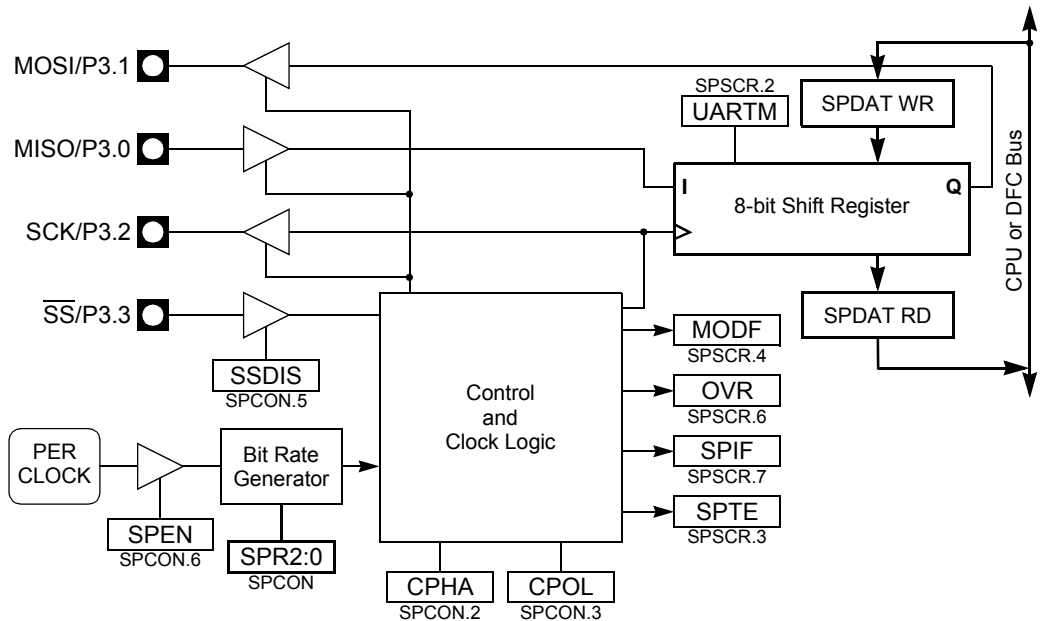 MOSI/P3.1
MISO/P3.0
SCK/P3.2
SS/P3.3
SSDIS
SPCON.5
PER
CLOCK
SPEN
SPCON.6
Bit Rate
Generator
SPR2:0
SPCON
Control
and
Clock Logic
CPHA
SPCON.2
CPOL
SPCON.3
SPSCR.2
UARTM
SPDAT WR
I
Q
8-bit Shift Register
SPDAT RD
CPU or DFC Bus
MODF
SPSCR.4
OVR
SPSCR.6
SPIF
SPSCR.7
SPTE
SPSCR.3